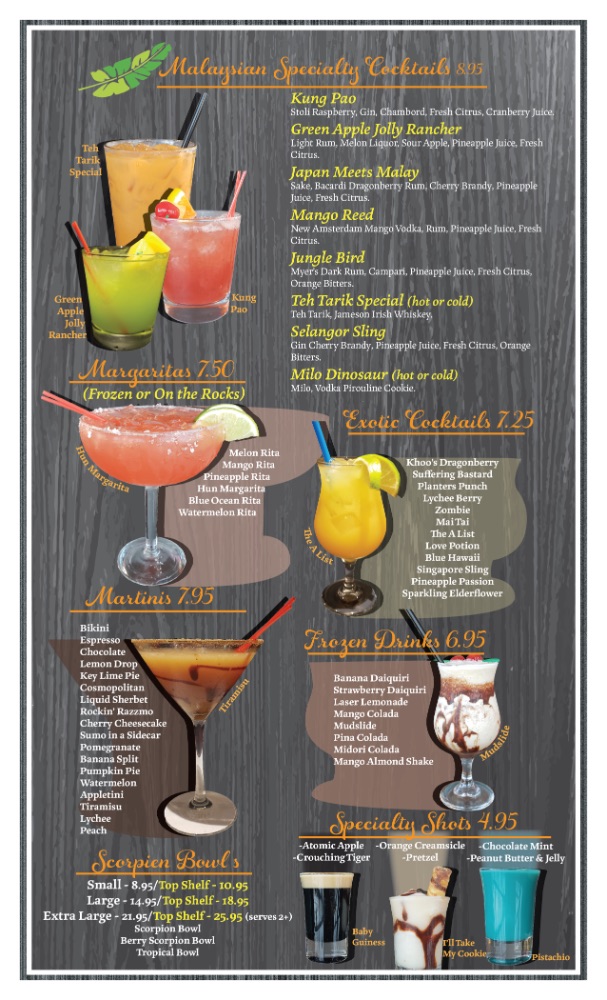 Malaysian Specialty Cocktails 8.95
Kung Pao
Stoli Raspberry, Gin, Chambord, Fresh Citrus, Cranberry Juice.
Green Apple Jolly Rancher
Light Rum, Melon Liquor, Sour Apple, Pineapple Juice, Fresh
Citrus.
Japan Meets Malay
Sake, Bacardi Dragonberry Rum, Cherry Brandy, Pineapple
Juice, Fresh Citrus.
Mango Reed
New Amsterdam Mango Vodka, Rum, Pineapple Juice, Fresh
Citrus.
Jungle Bird
Myer's Dark Rum, Campari, Pineapple Juice, Fresh Citrus,
Orange Bitters.
Teh Tarik Special (hot or cold)
Teh Tarik, Jameson Irish Whiskey,
Selangor Sling
Gin Cherry Brandy, Pineapple Juice, Fresh Citrus, Orange
Bitters.
Milo Dinosaur (hot or cold)
Milo, Vodka Pirouline Cookie.
Teh
Tarik
Special
Green
Apple
Jolly
Rancher
Kung
Pao
Margaritas 7.50
(Frozen or On the Rocks)
Hun Margarita
Melon Rita
Mango Rita
Pineapple Rita
Hun Margarita
Blue Ocean Rita
Watermelon Rita
Exotic Cocktails 7.25
The A List
Khoo's Dragonberry
Suffering Bastard
Planters Punch
Lychee Berry
Zombie
Mai Tai
The A List
Love Potion
Blue Hawaii
Singapore Sling
Pineapple Passion
Sparkling Elderflower
Martinis 7.95
Bikini
Espresso
Chocolate
Lemon Drop
Key Lime Pie
Cosmopolitan
Liquid Sherbet
Rockin' Razzmo
Cherry Cheesecake
Sumo in a Sidecar
Pomegranate
Banana Split
Pumpkin Pie
Watermelon
Appletini
Tiramisu
Lychee
Peach
Tiramisu
Frozen Drinks 6.95
Banana Daiquiri
Strawberry Daiquiri
Laser Lemonade
Mango Colada
Mudslide
Pina Colada
Midori Colada
Mango Almond Shake
Mudslide
Specialty Shots 4.95
-Atomic Apple -Orange Creamsicle -Chocolate Mint
-Crouching Tiger -Pretzel -Peanut Butter & Jelly
Baby
Guiness
I'll Take
My Cookie
Pistachio
Scorpion Bowl's
Small - 8.95/Top Shelf - 10.95
Large - 14.95/Top Shelf - 18.95
Extra Large - 21.95/Top Shelf - 25.95 (serves 2+)
Scorpion Bowl
Berry Scorpion Bowl
Tropical Bowl